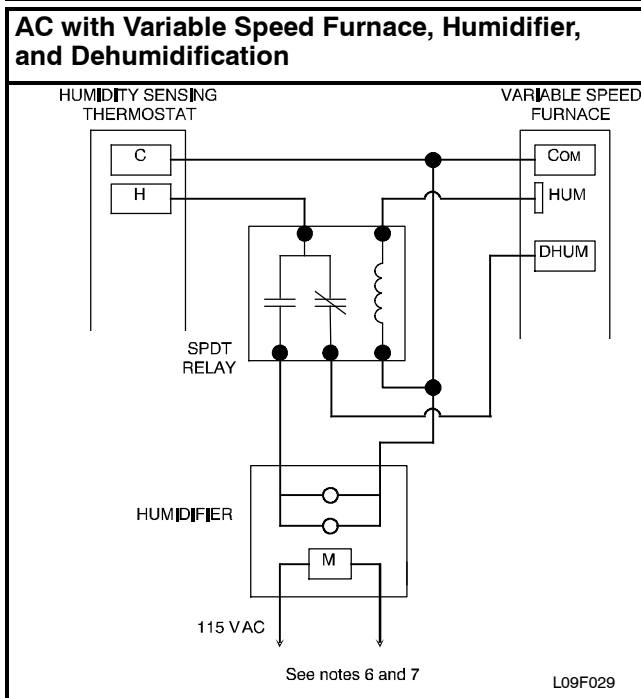 AC with Variable Speed Furnace, Humidifier,
and Dehumidification
HUMIDITY SENSING
THERMOSTAT
VARIABLE SPEED
FURNACE
C
COM
H
HUM
DHUM
SPDT
RELAY
HUMIDIFIER
M
115 VAC
See notes 6 and 7
L09F029